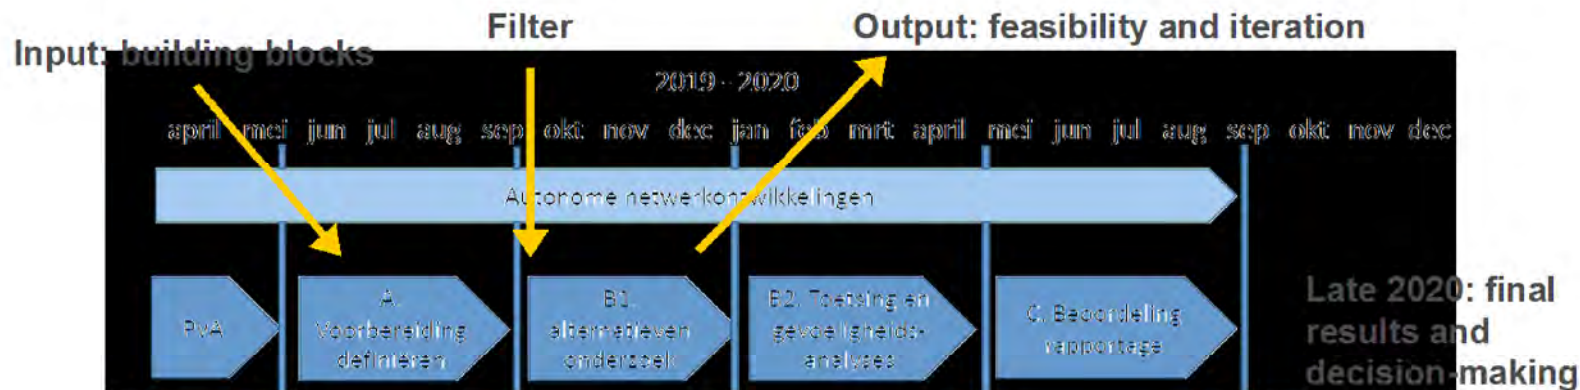 Filter
Output: feasibility and iteration
Input: building blocks
2019 - 2020
april mei jun jul aug sep okt nov dec jan feb mrt april mei jun jul aug sep okt nov dec
Autonome netwerkontwikkelingen
PvA
A.
Voorbereiding
definiëren
B1.
alternatieven
onderzoek
B2. Toetsing en
gevoeligheids-
analyses
C. Beoordeling
rapportage
Late 2020: final
results and
decision-making